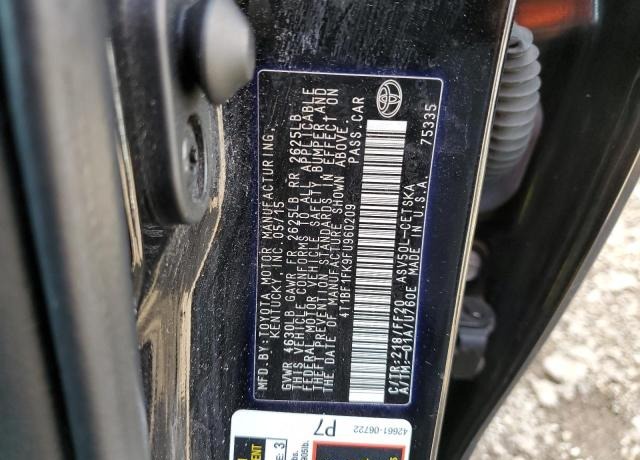 MFD.BY:TOYOTA MOTOR MANUFACTURING,
KENTUCKY, INC. 05/15
GVWR 4630LB GAWR FR 2625LB RR 2625LB
THIS VEHICLE CONFORMS TO ALL APPLICABLE
FEDERAL MOTOR VEHICLE SAFETY, BUMPER, AND
THEFT PREVENTION STANDARDS IN EFFECT ON
THE DATE OF MANUFACTURE SHOWN ABOVE.
4T1BF1FK9FU960209 PASS.CAR
C/TR:218/FF20 ASV50L-CETSKA
A/TM:-01A/U760E MADE IN U.S.A.
75335
42661-06722
P7